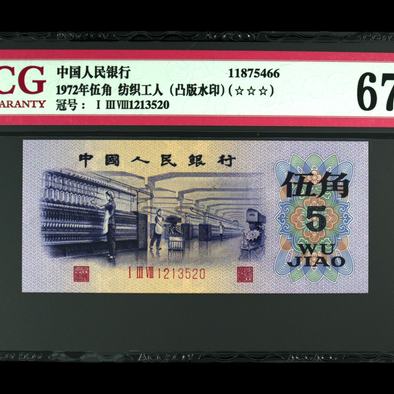 CG
ARANTY
中国人民银行 11875466
1972年伍角 纺织工人（凸版水印）(☆☆☆)
冠号： I III VIII1213520
67
中國人民銀行
伍角
5
WU
JIAO
I III VIII 1213520